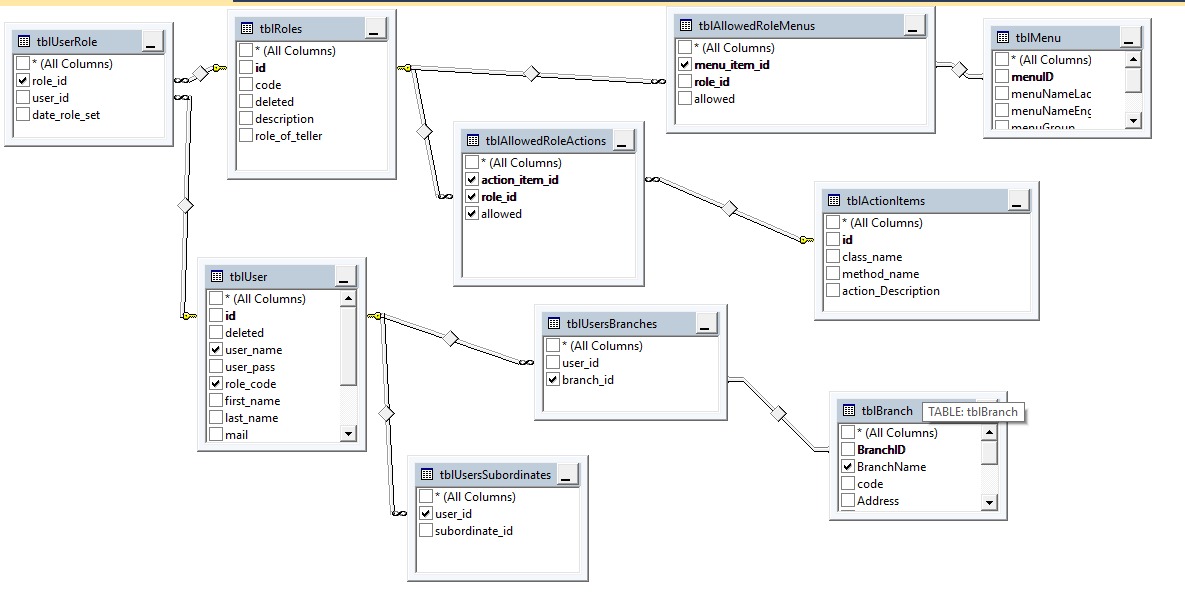 tblUserRole
* (All Columns)
role_id
user_id
date_role_set
tblRoles
* (All Columns)
id
code
deleted
description
role_of_teller
tblAllowedRoleMenus
* (All Columns)
menu_item_id
role_id
allowed
tblMenu
* (All Columns)
menuID
menuNameLac
menuNameEng
menuGroup
tblAllowedRoleActions
* (All Columns)
action_item_id
role_id
allowed
tblActionItems
* (All Columns)
id
class_name
method_name
action_Description
tblUser
* (All Columns)
id
deleted
user_name
user_pass
role_code
first_name
last_name
mail
tblUsersBranches
* (All Columns)
user_id
branch_id
tblBranch
TABLE: tblBranch
* (All Columns)
BranchID
BranchName
code
Address
tblUsersSubordinates
* (All Columns)
user_id
subordinate_id